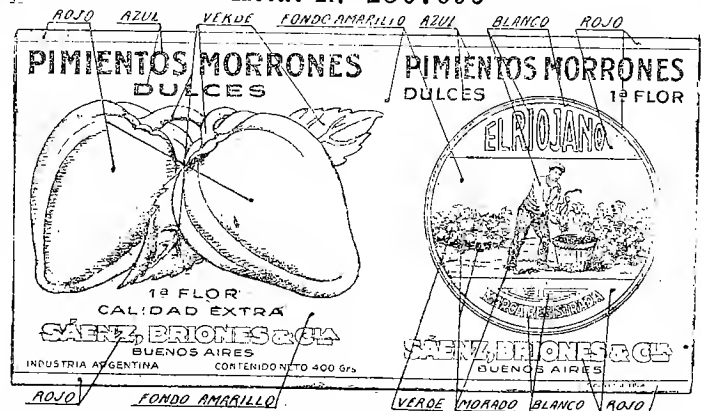 ROJO AZUL VERDE FONDO AMARILLO AZUL BLANCO ROJO
PIMIENTOS MORRONES
DULCES
1ª FLOR
CALIDAD EXTRA
SÁENZ, BRIONES & Cía
BUENOS AIRES
INDUSTRIA ARGENTINA CONTENIDO NETO 400 Grs
PIMIENTOS MORRONES
DULCES 1ª FLOR
EL RIOJANO
MARCA REGISTRADA
SÁENZ, BRIONES & Cía
BUENOS AIRES
ROJO FONDO AMARILLO VERDE MORADO BLANCO ROJO